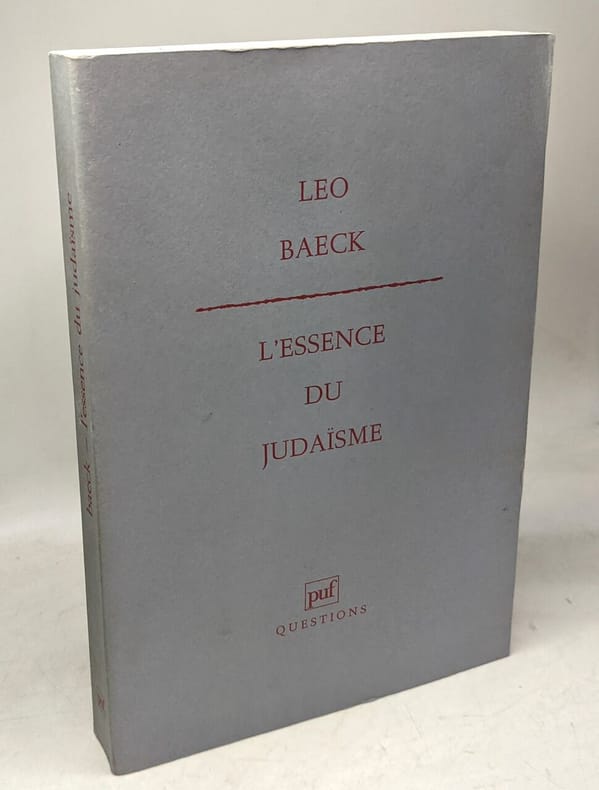 LEO
BAECK
L'ESSENCE
DU
JUDAÏSME
puf
QUESTIONS
baeck l'essence du judaïsme